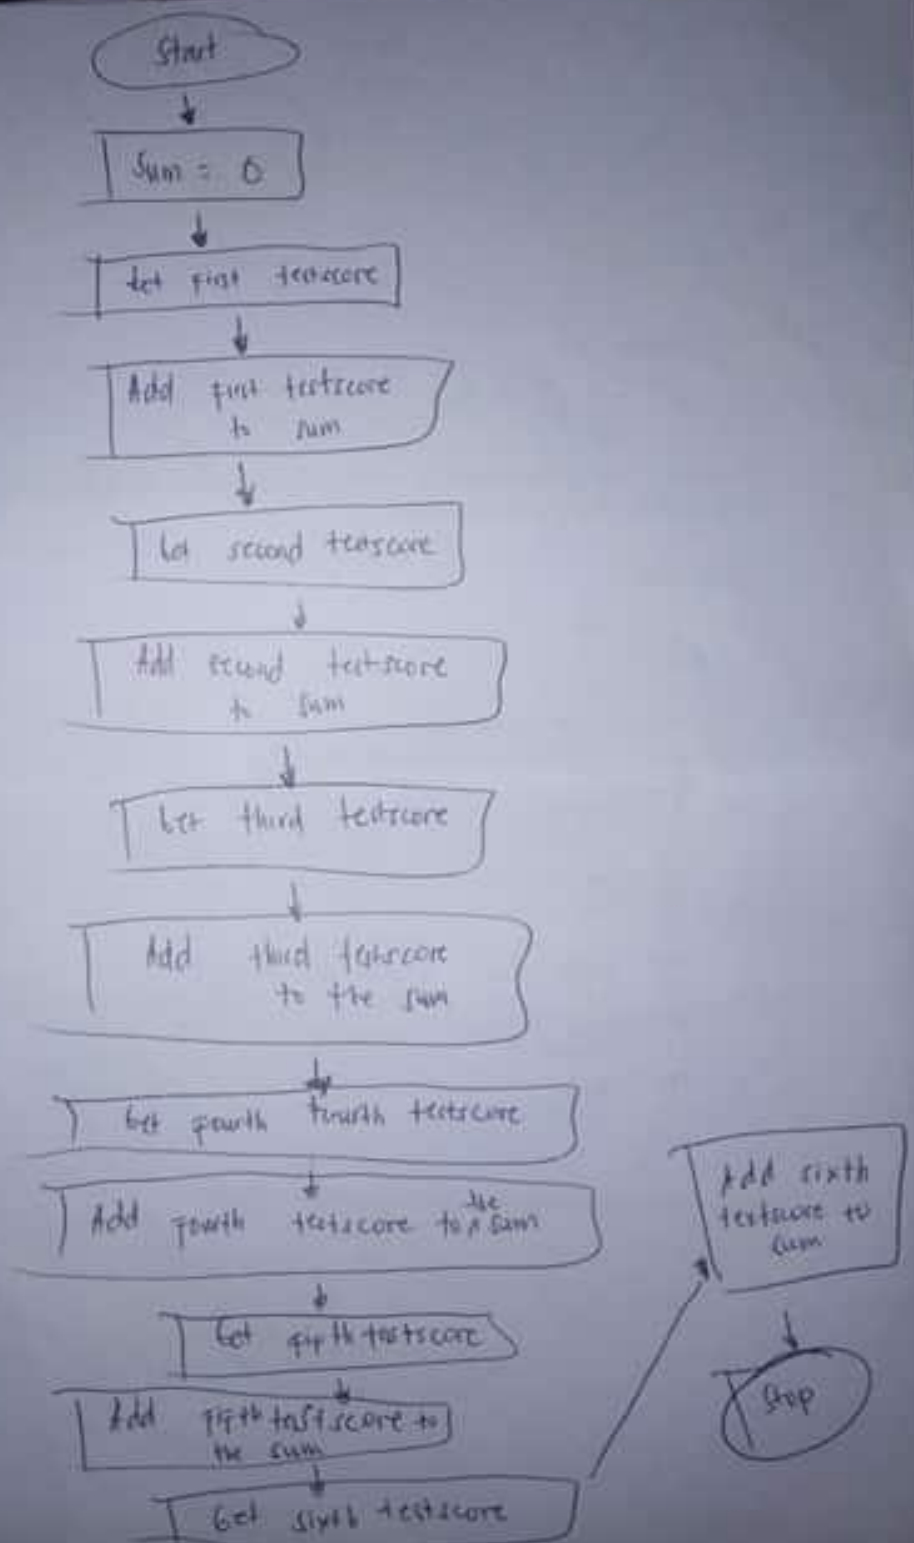 Start
Sum = 0
Get first testscore
Add first testscore
to sum
Get second testscore
Add second testscore
to sum
Get third testscore
Add third testscore
to the sum
Get fourth fourth testscore
Add fourth testscore to the sum
Get fifth testscore
Add fifth testscore to
the sum
Get sixth testscore
Add sixth
testscore to
sum
Stop